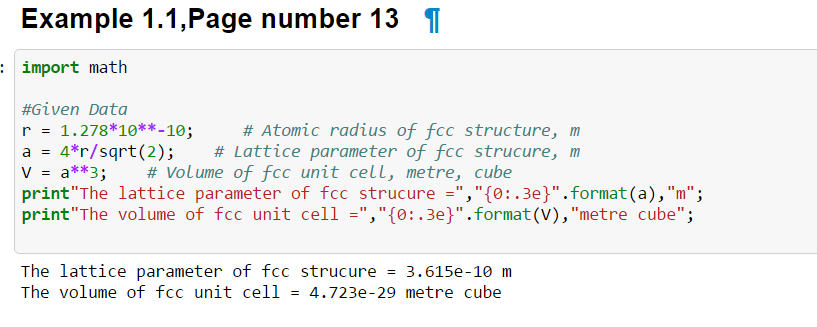 Example 1.1,Page number 13 ¶
: import math
#Given Data
r = 1.278*10**-10; # Atomic radius of fcc structure, m
a = 4*r/sqrt(2); # Lattice parameter of fcc strucure, m
V = a**3; # Volume of fcc unit cell, metre, cube
print"The lattice parameter of fcc strucure =","{0:.3e}".format(a),"m";
print"The volume of fcc unit cell =","{0:.3e}".format(V),"metre cube";
The lattice parameter of fcc strucure = 3.615e-10 m
The volume of fcc unit cell = 4.723e-29 metre cube